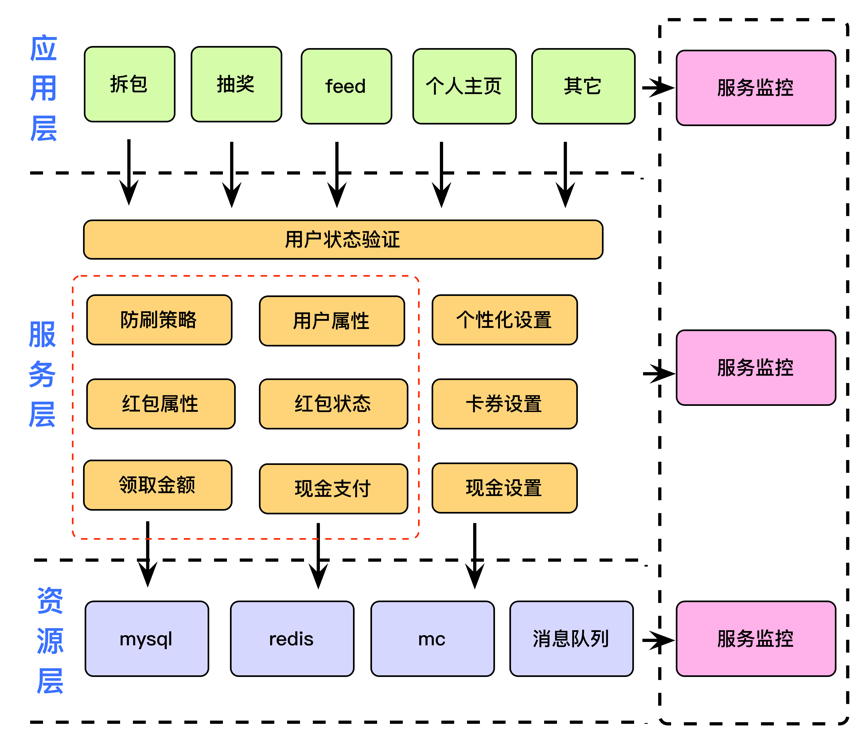 应用层
拆包
抽奖
feed
个人主页
其它
服务监控
用户状态验证
服务层
防刷策略
用户属性
个性化设置
服务监控
红包属性
红包状态
卡券设置
领取金额
现金支付
现金设置
资源层
mysql
redis
mc
消息队列
服务监控